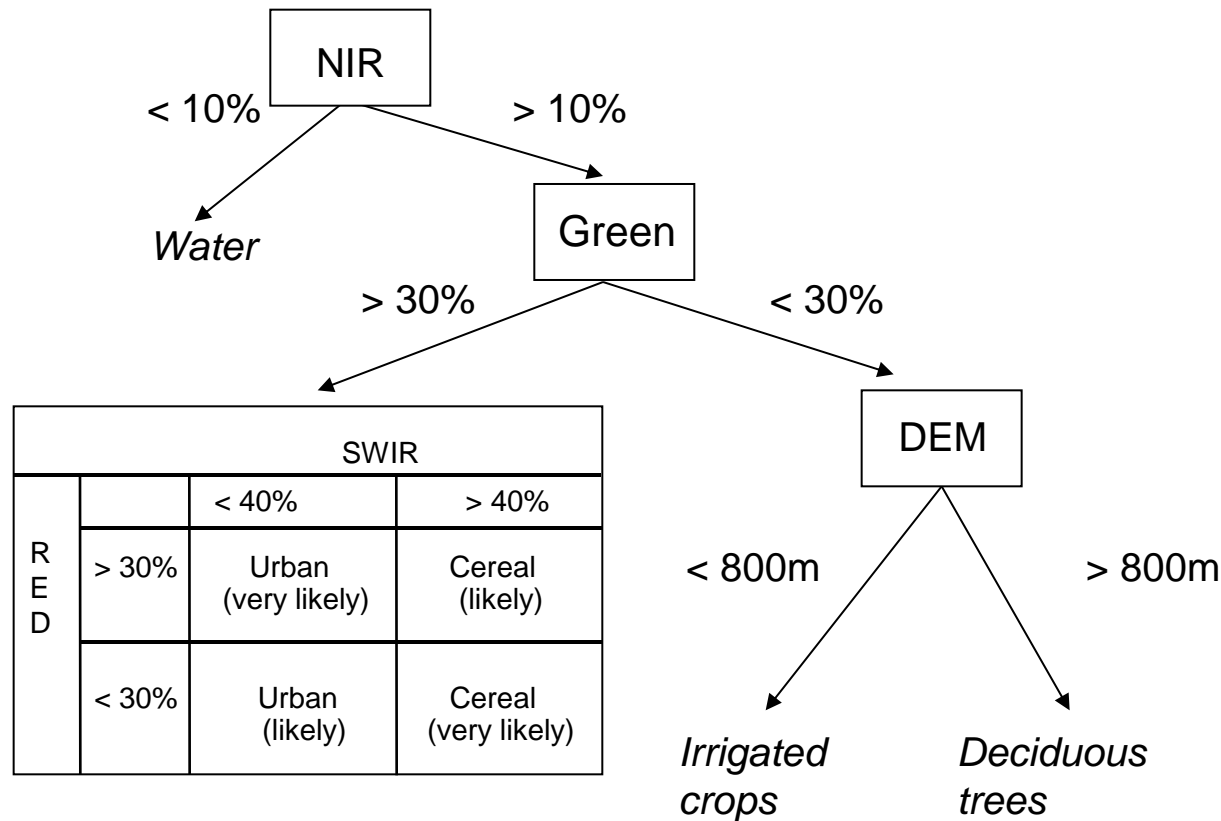 NIR
< 10%
> 10%
Water
Green
> 30%
< 30%
SWIR
< 40%
> 40%
R
E
D
> 30%
Urban
(very likely)
Cereal
(likely)
< 30%
Urban
(likely)
Cereal
(very likely)
DEM
< 800m
> 800m
Irrigated
crops
Deciduous
trees